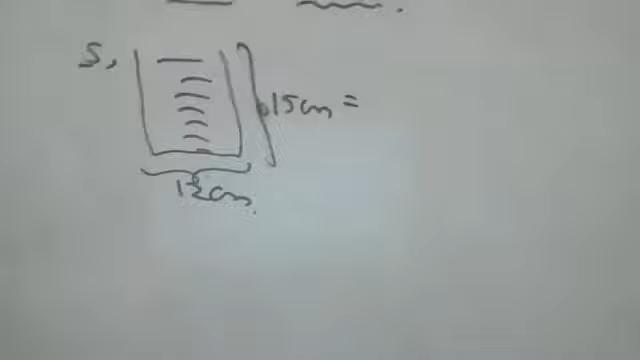 5,
15cm =
12cm.